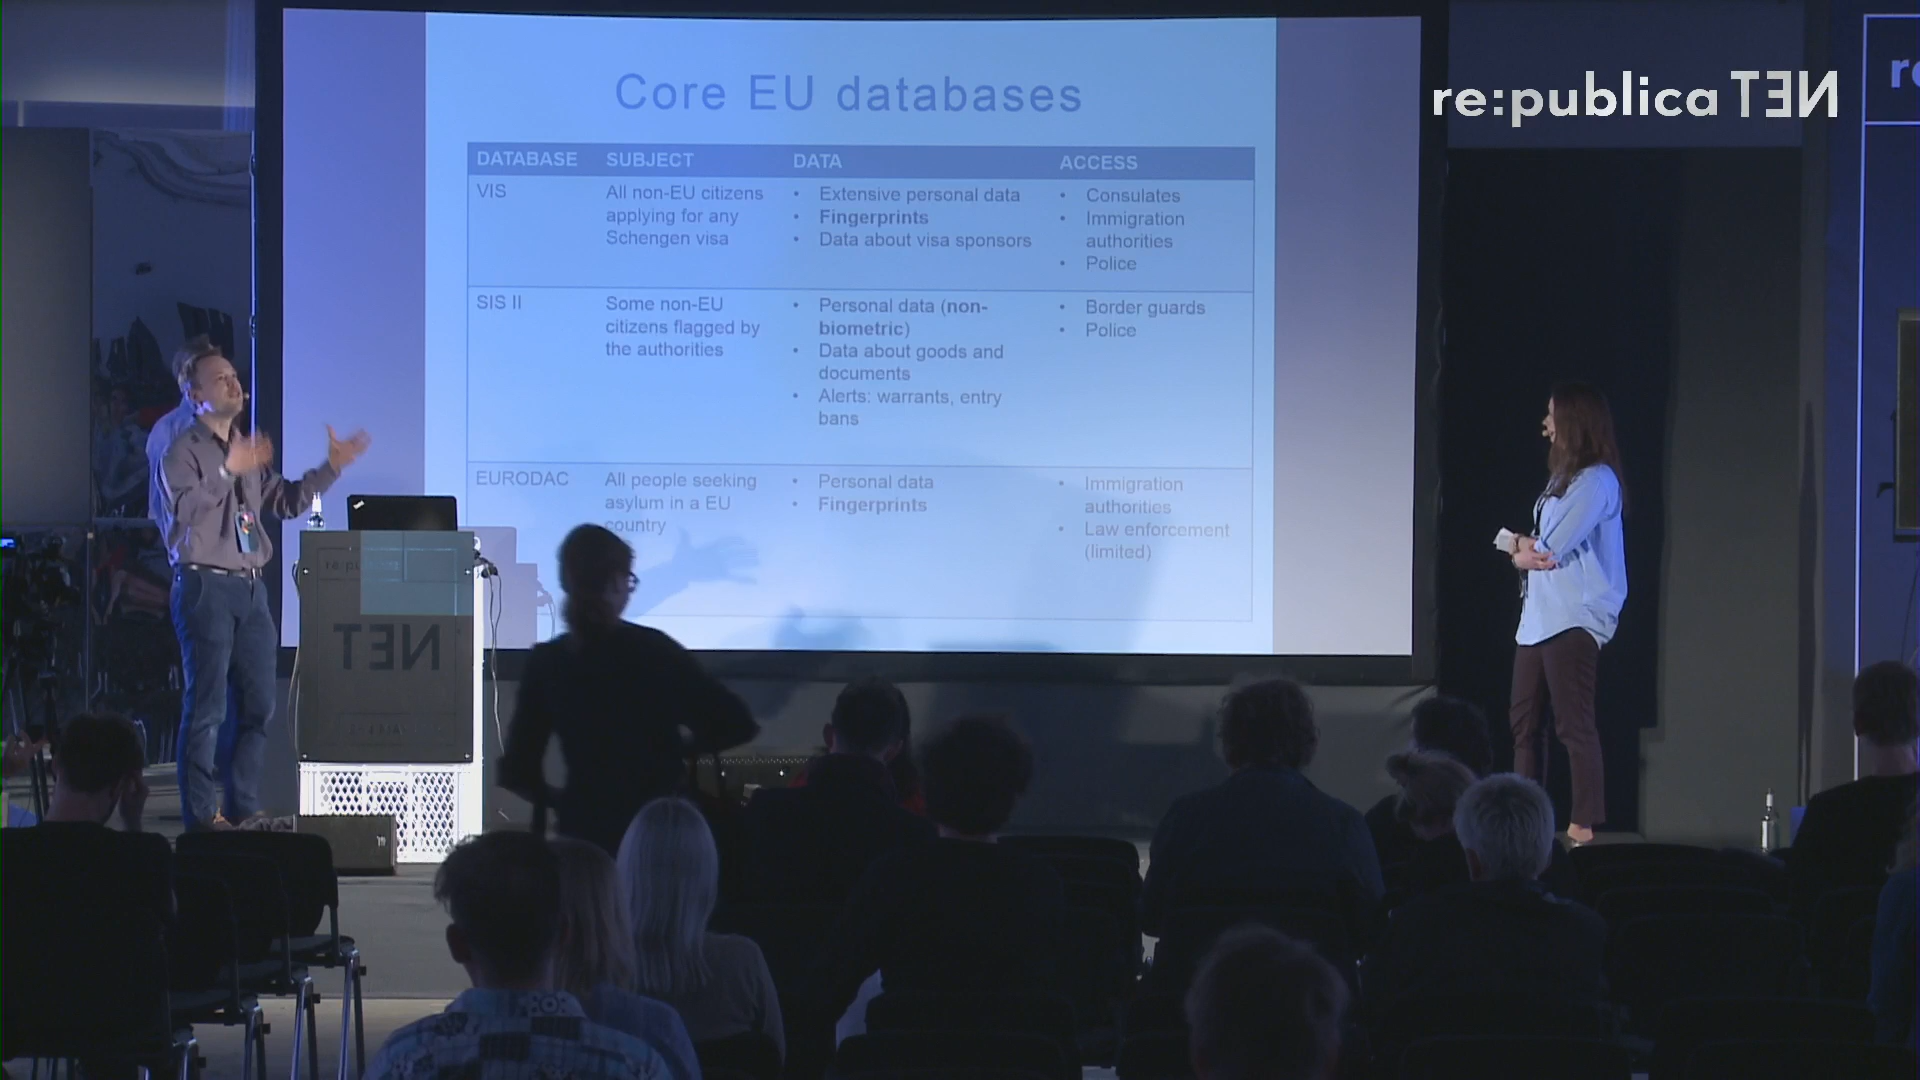 Core EU databases
DATABASE SUBJECT DATA ACCESS
VIS
All non-EU citizens
applying for any
Schengen visa
• Extensive personal data
• Fingerprints
• Data about visa sponsors
• Consulates
• Immigration
authorities
• Police
SIS II
Some non-EU
citizens flagged by
the authorities
• Personal data (non-
biometric)
• Data about goods and
documents
• Alerts: warrants, entry
bans
• Border guards
• Police
EURODAC
All people seeking
asylum in a EU
country
• Personal data
• Fingerprints
• Immigration
authorities
• Law enforcement
(limited)
re:publica TEN
TEN